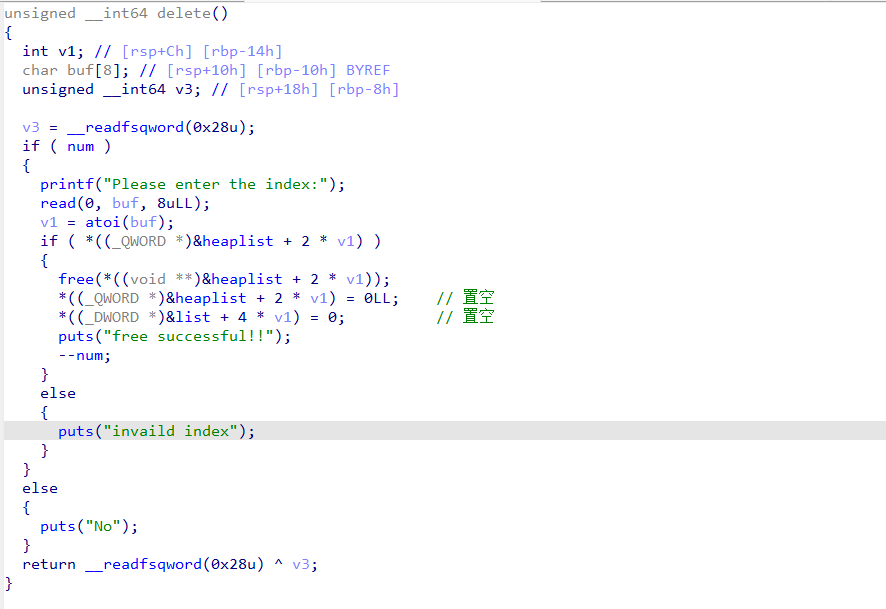 unsigned __int64 delete()
{
  int v1; // [rsp+Ch] [rbp-14h]
  char buf[8]; // [rsp+10h] [rbp-10h] BYREF
  unsigned __int64 v3; // [rsp+18h] [rbp-8h]

  v3 = __readfsqword(0x28u);
  if ( num )
  {
    printf("Please enter the index:");
    read(0, buf, 8uLL);
    v1 = atoi(buf);
    if ( *((_QWORD *)&heaplist + 2 * v1) )
    {
      free(*((void **)&heaplist + 2 * v1));
      *((_QWORD *)&heaplist + 2 * v1) = 0LL;    // 置空
      *((_DWORD *)&list + 4 * v1) = 0;          // 置空
      puts("free successful!!");
      --num;
    }
    else
    {
      puts("invaild index");
    }
  }
  else
  {
    puts("No");
  }
  return __readfsqword(0x28u) ^ v3;
}